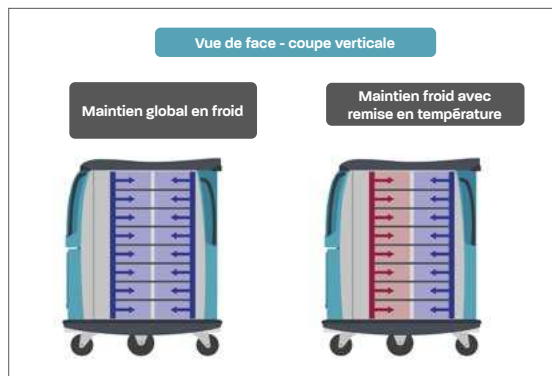 Vue de face - coupe verticale
Maintien global en froid
Maintien froid avec
remise en température